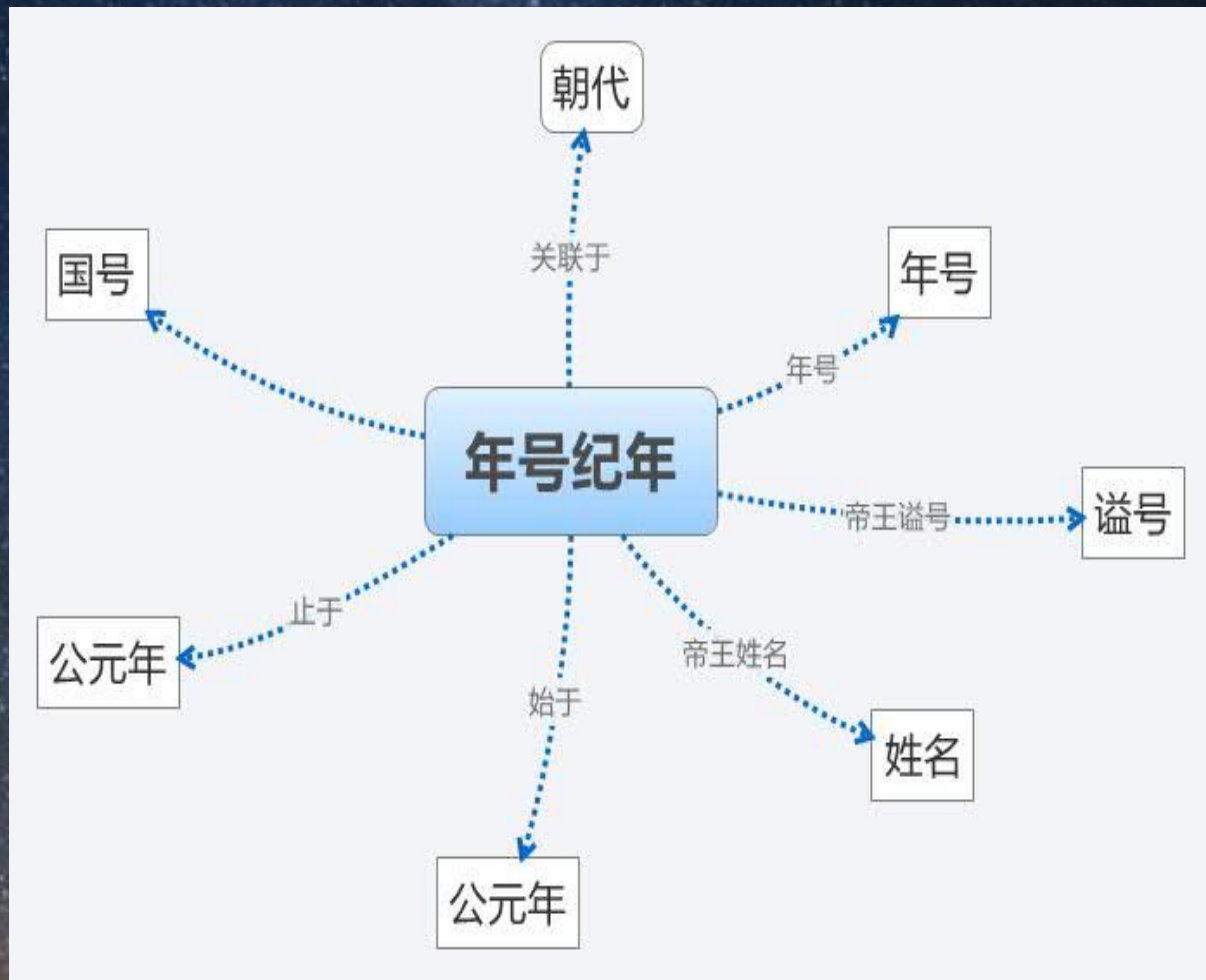 朝代
关联于
国号
年号
年号
年号纪年
帝王谥号
谥号
止于
公元年
帝王姓名
始于
姓名
公元年